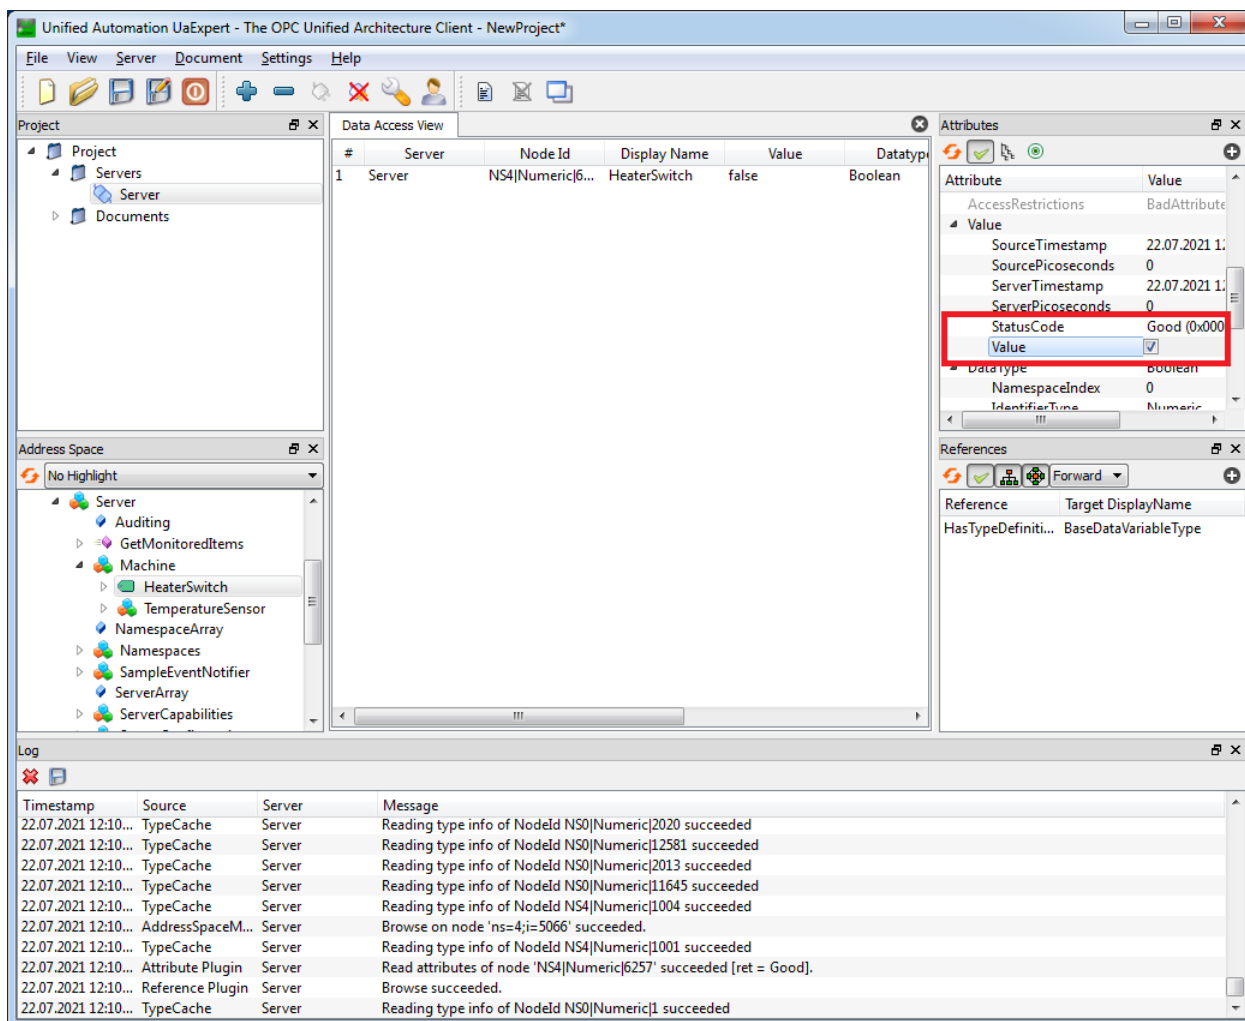 Unified Automation UaExpert - The OPC Unified Architecture Client - NewProject*
File View Server Document Settings Help
Project
Project
Servers
Server
Documents
Address Space
No Highlight
Server
Auditing
GetMonitoredItems
Machine
HeaterSwitch
TemperatureSensor
NamespaceArray
Namespaces
SampleEventNotifier
ServerArray
ServerCapabilities
Data Access View
# Server Node Id Display Name Value Datatype
1 Server NS4|Numeric|6... HeaterSwitch false Boolean
Attributes
Attribute Value
AccessRestrictions BadAttribute
Value
SourceTimestamp 22.07.2021 12
SourcePicoseconds 0
ServerTimestamp 22.07.2021 12
ServerPicoseconds 0
StatusCode Good (0x000
Value
DataType Boolean
NamespaceIndex 0
IdentifierType Numeric
References
Forward
Reference Target DisplayName
HasTypeDefiniti... BaseDataVariableType
Log
Timestamp Source Server Message
22.07.2021 12:10... TypeCache Server Reading type info of NodeId NS0|Numeric|2020 succeeded
22.07.2021 12:10... TypeCache Server Reading type info of NodeId NS0|Numeric|12581 succeeded
22.07.2021 12:10... TypeCache Server Reading type info of NodeId NS0|Numeric|2013 succeeded
22.07.2021 12:10... TypeCache Server Reading type info of NodeId NS0|Numeric|11645 succeeded
22.07.2021 12:10... TypeCache Server Reading type info of NodeId NS4|Numeric|1004 succeeded
22.07.2021 12:10... AddressSpaceM... Server Browse on node 'ns=4;i=5066' succeeded.
22.07.2021 12:10... TypeCache Server Reading type info of NodeId NS4|Numeric|1001 succeeded
22.07.2021 12:10... Attribute Plugin Server Read attributes of node 'NS4|Numeric|6257' succeeded [ret = Good].
22.07.2021 12:10... Reference Plugin Server Browse succeeded.
22.07.2021 12:10... TypeCache Server Reading type info of NodeId NS0|Numeric|1 succeeded